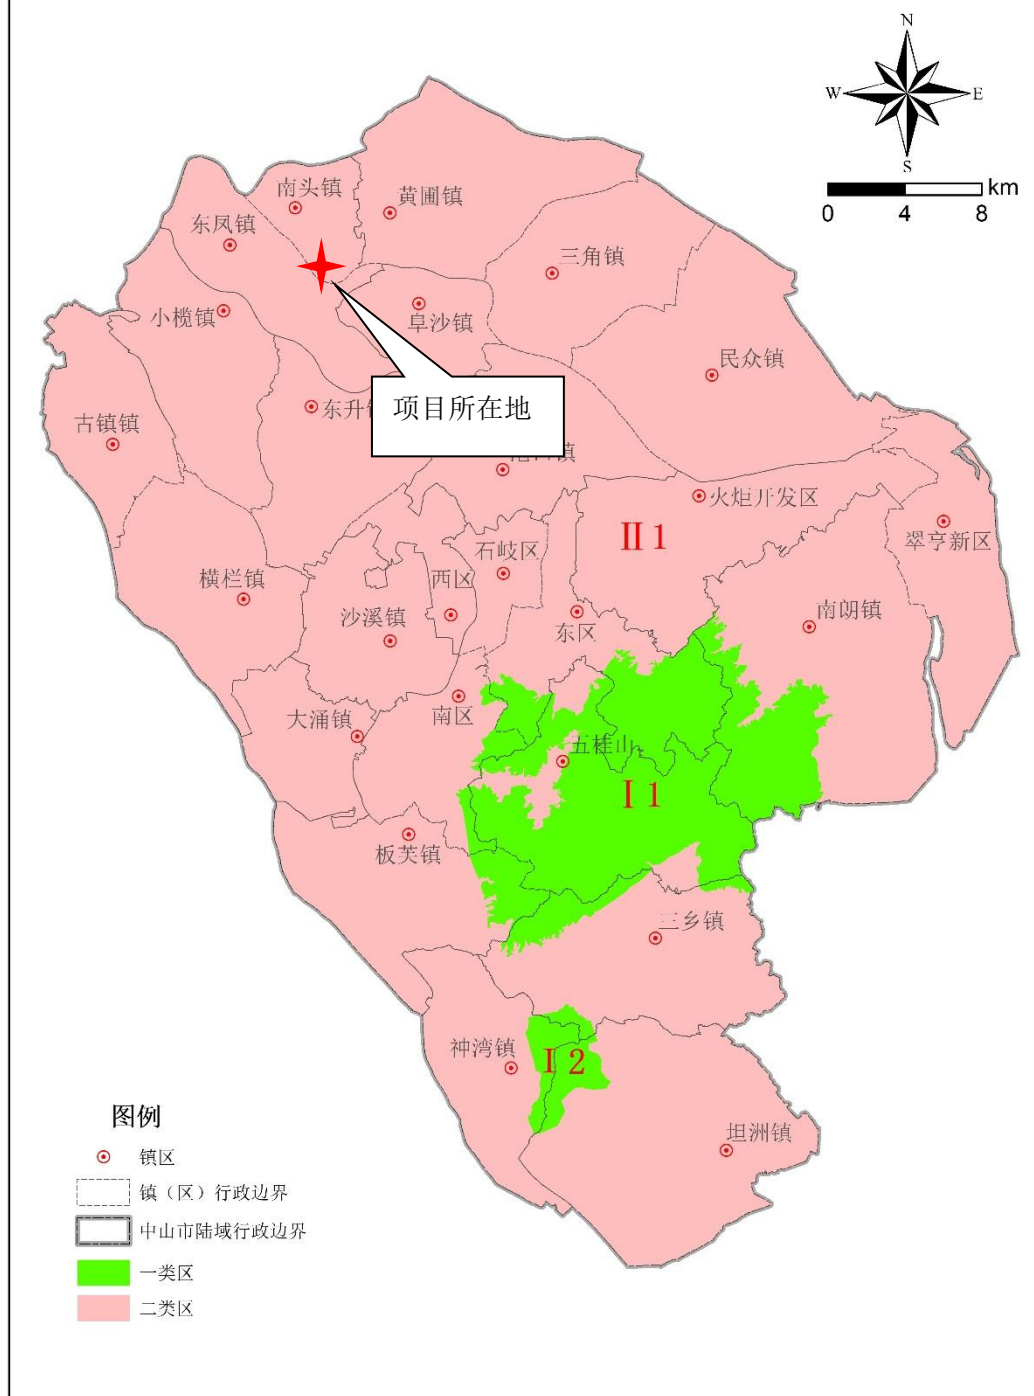 N
W
E
S
km
0
4
8
南头镇
黄圃镇
东凤镇
三角镇
小榄镇
阜沙镇
民众镇
项目所在地
东升
古镇镇
镇
火炬开发区
II 1
翠亨新区
石岐区
西区
横栏镇
沙溪镇
东区
南朗镇
南区
大涌镇
五桂山
I 1
板芙镇
三乡镇
神湾镇
I 2
坦洲镇
图例
镇区
镇（区）行政边界
中山市陆域行政边界
一类区
二类区